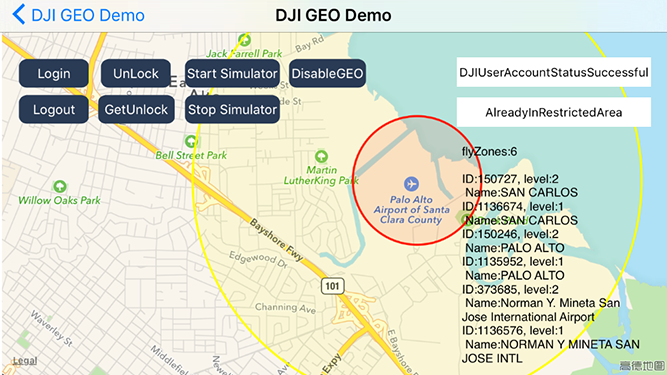 DJI GEO Demo
DJI GEO Demo
Jack Farrell Park
Login
UnLock
Start Simulator
DisableGEO
DJIUserAccountStatusSuccessful
Logout
GetUnlock
Stop Simulator
AlreadyInRestrictedArea
Bell Street Park
Martin
LutherKing Park
Willow Oaks Park
Palo Alto
Airport of Santa
Clara County
flyZones:6
ID:150727, level:2
Name:SAN CARLOS
ID:1136674, level:1
Name:SAN CARLOS
ID:150246, level:2
Name:PALO ALTO
ID:1135952, level:1
Name:PALO ALTO
ID:373685, level:2
Name:Norman Y. Mineta San
Jose International Airport
ID:1136576, level:1
Name:NORMAN Y MINETA SAN
JOSE INTL
Bayshore Fwy
Edgewood Dr
101
Waverley St
Middlefield
Channing Ave
E Bayshore Rd
Expy
Legal
高德地图